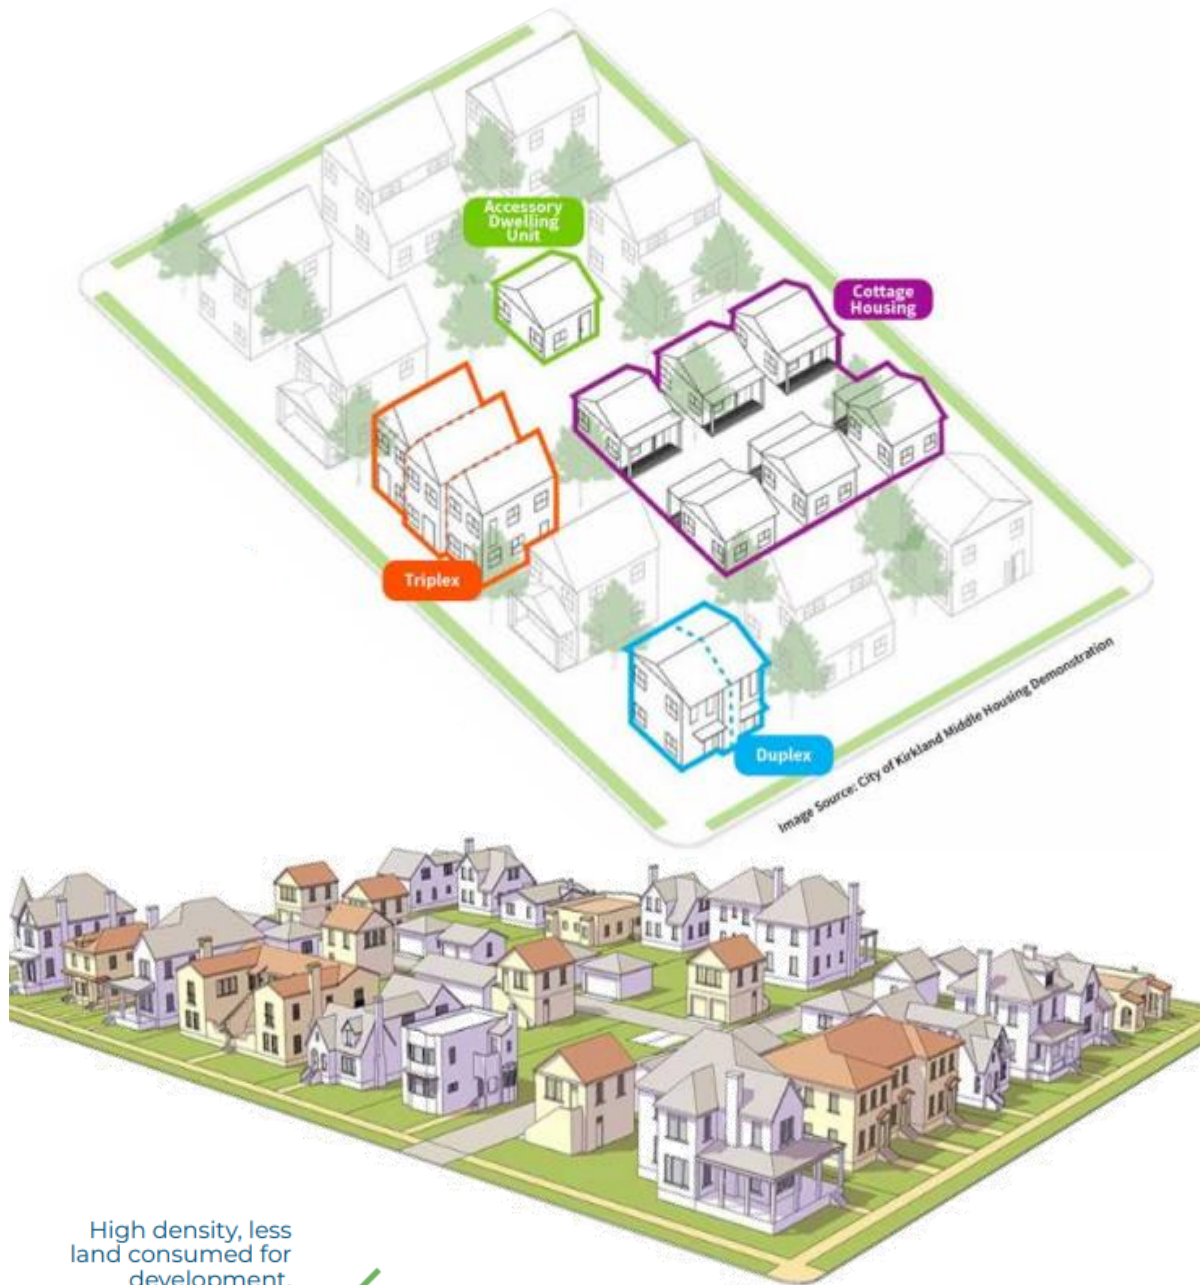 Accessory
Dwelling
Unit
Cottage
Housing
Triplex
Duplex
Image Source: City of Kirkland Middle Housing Demonstration
High density, less
land consumed for
development.